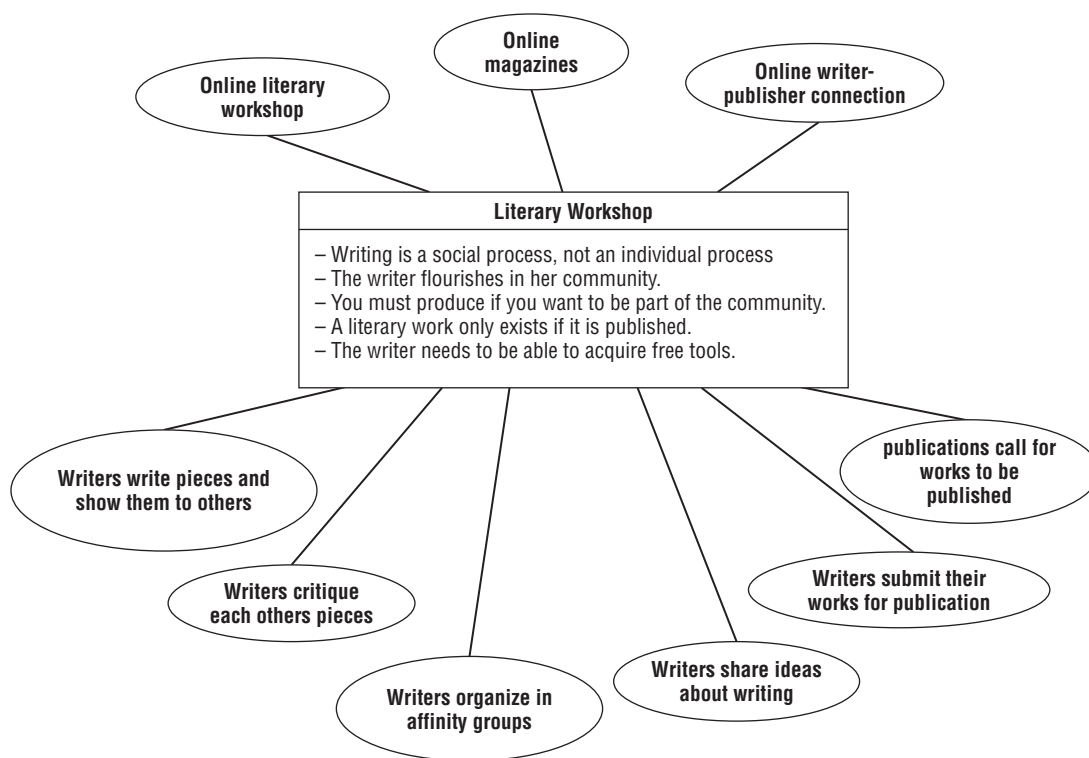 Online
magazines
Online literary
workshop
Online writer-
publisher connection
Literary Workshop
– Writing is a social process, not an individual process
– The writer flourishes in her community.
– You must produce if you want to be part of the community.
– A literary work only exists if it is published.
– The writer needs to be able to acquire free tools.
Writers write pieces and
show them to others
publications call for
works to be
published
Writers critique
each others pieces
Writers submit their
works for publication
Writers organize in
affinity groups
Writers share ideas
about writing